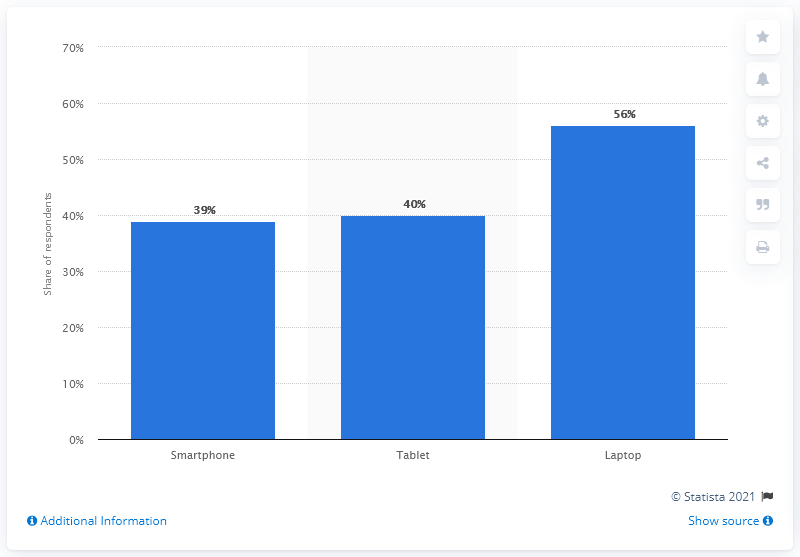 70%
60%
50%
40%
30%
20%
10%
0%
Share of respondents
39%
40%
56%
Smartphone
Tablet
Laptop
© Statista 2021
Additional Information
Show source